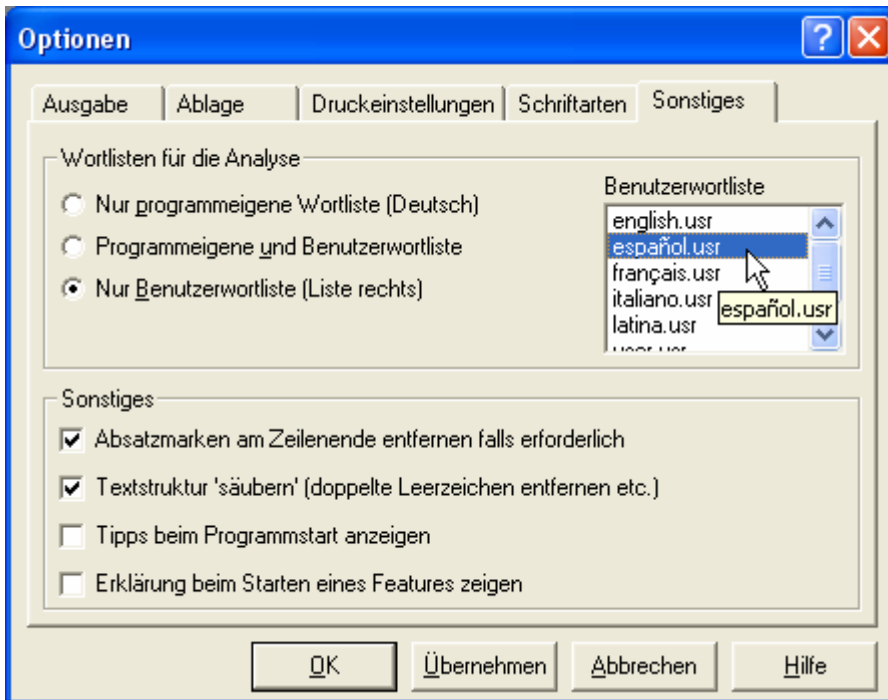 Optionen
Ausgabe Ablage Druckeinstellungen Schriftarten Sonstiges
Wortlisten für die Analyse
Nur programmeigene Wortliste (Deutsch)
Programmeigene und Benutzerwortliste
Nur Benutzerwortliste (Liste rechts)
Benutzerwortliste
english.usr
español.usr
français.usr
italiano.usr
español.usr
latina.usr
Sonstiges
Absatzmarken am Zeilenende entfernen falls erforderlich
Textstruktur 'säubern' (doppelte Leerzeichen entfernen etc.)
Tipps beim Programmstart anzeigen
Erklärung beim Starten eines Features zeigen
OK Übernehmen Abbrechen Hilfe